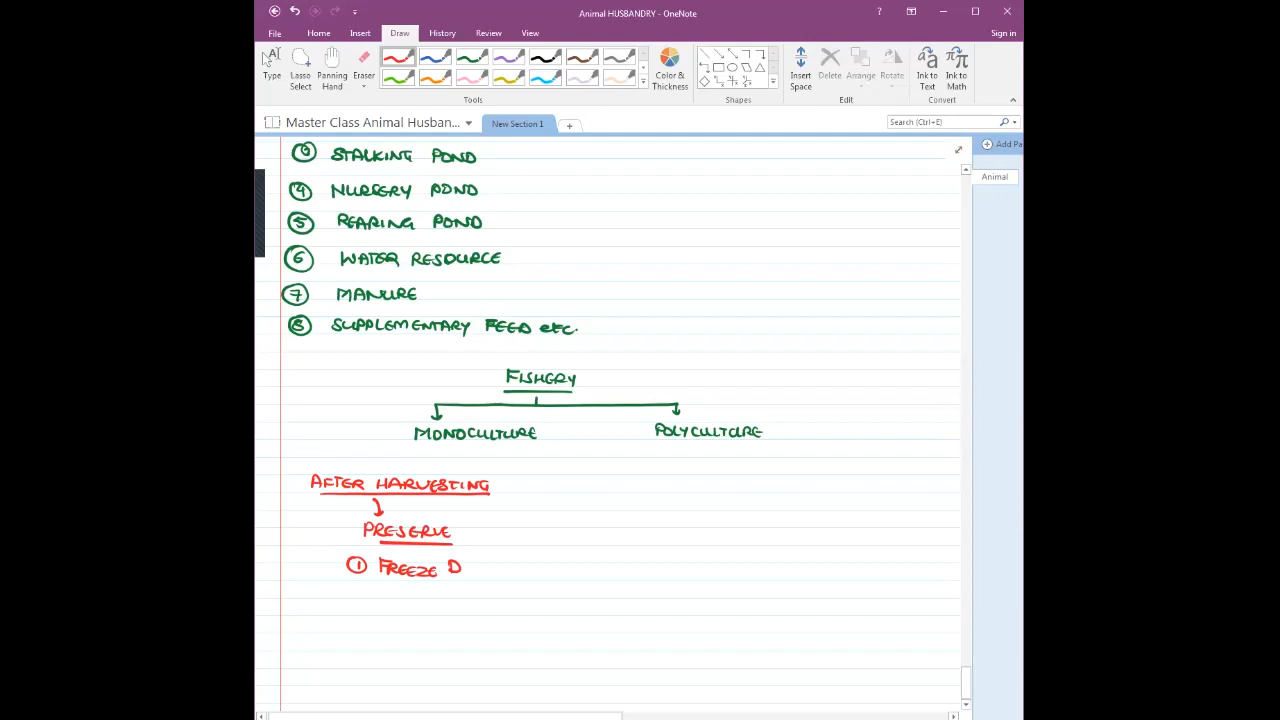 Animal HUSBANDRY - OneNote
?
File Home Insert Draw History Review View Sign in
Type
Lasso Select
Panning Hand
Eraser
Color & Thickness
Insert Space
Delete
Arrange
Rotate
Ink to Text
Ink to Math
Tools Shapes Edit Convert
Master Class Animal Husban... New Section 1 + Search (Ctrl+E)
Add Pa
Animal
③ STALKING POND
④ NURSERY POND
⑤ REARING POND
⑥ WATER RESOURCE
⑦ MANURE
⑧ SUPPLEMENTARY FEED etc.
FISHERY
MONOCULTURE POLYCULTURE
AFTER HARVESTING
PRESERVE
① FREEZE D